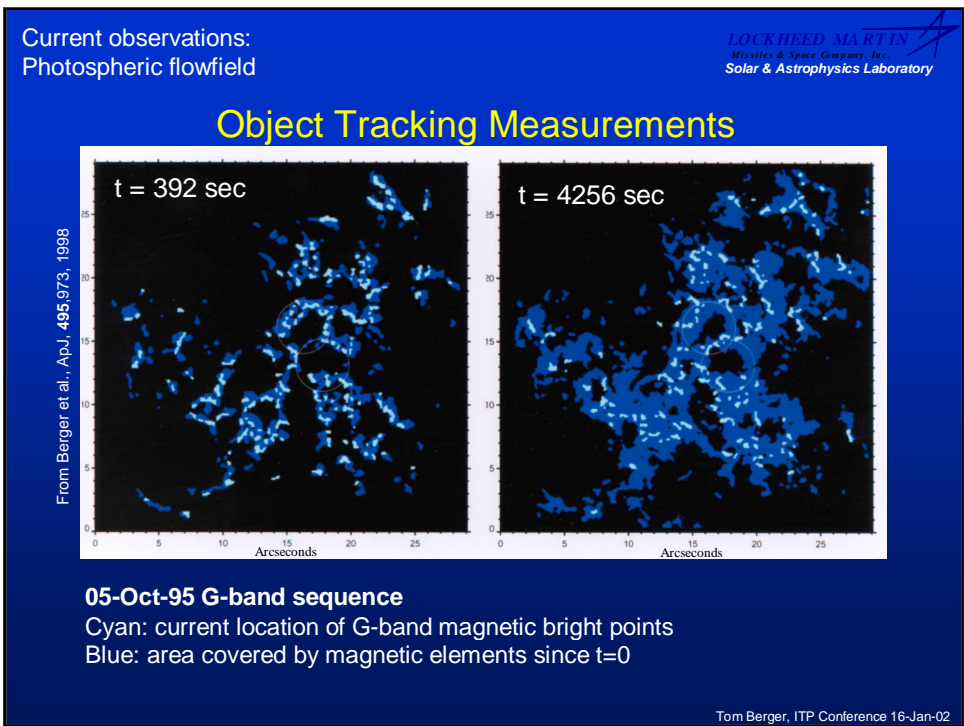 Current observations:
Photospheric flowfield
LOCKHEED MARTIN
Missiles & Space Company, Inc.
Solar & Astrophysics Laboratory
Object Tracking Measurements
From Berger et al., ApJ, 495,973, 1998
t = 392 sec
25
20
15
10
5
0
0 5 10 15 20 25
Arcseconds
t = 4256 sec
25
20
15
10
5
0
0 5 10 15 20 25
Arcseconds
05-Oct-95 G-band sequence
Cyan: current location of G-band magnetic bright points
Blue: area covered by magnetic elements since t=0
Tom Berger, ITP Conference 16-Jan-02